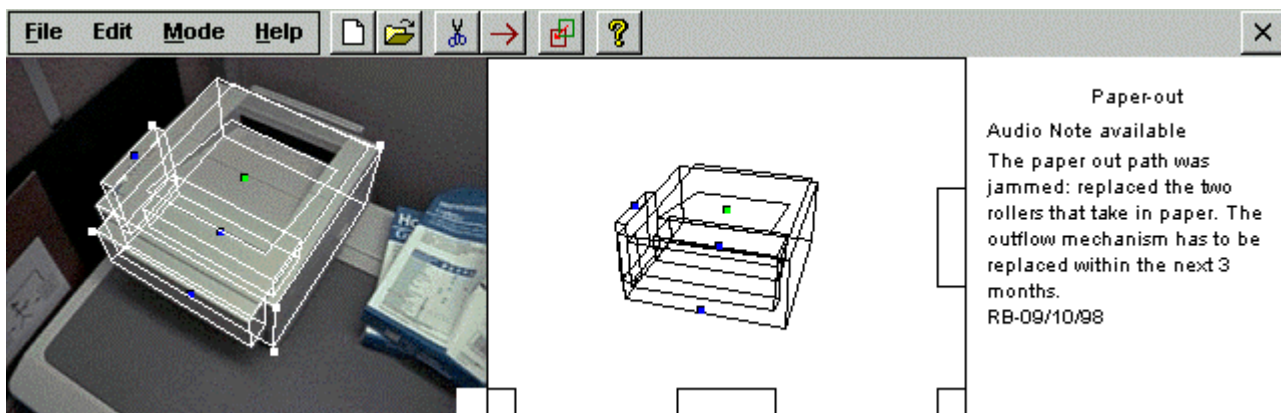 File Edit Mode Help
Paper-out
Audio Note available
The paper out path was
jammed: replaced the two
rollers that take in paper. The
outflow mechanism has to be
replaced within the next 3
months.
RB-09/10/98